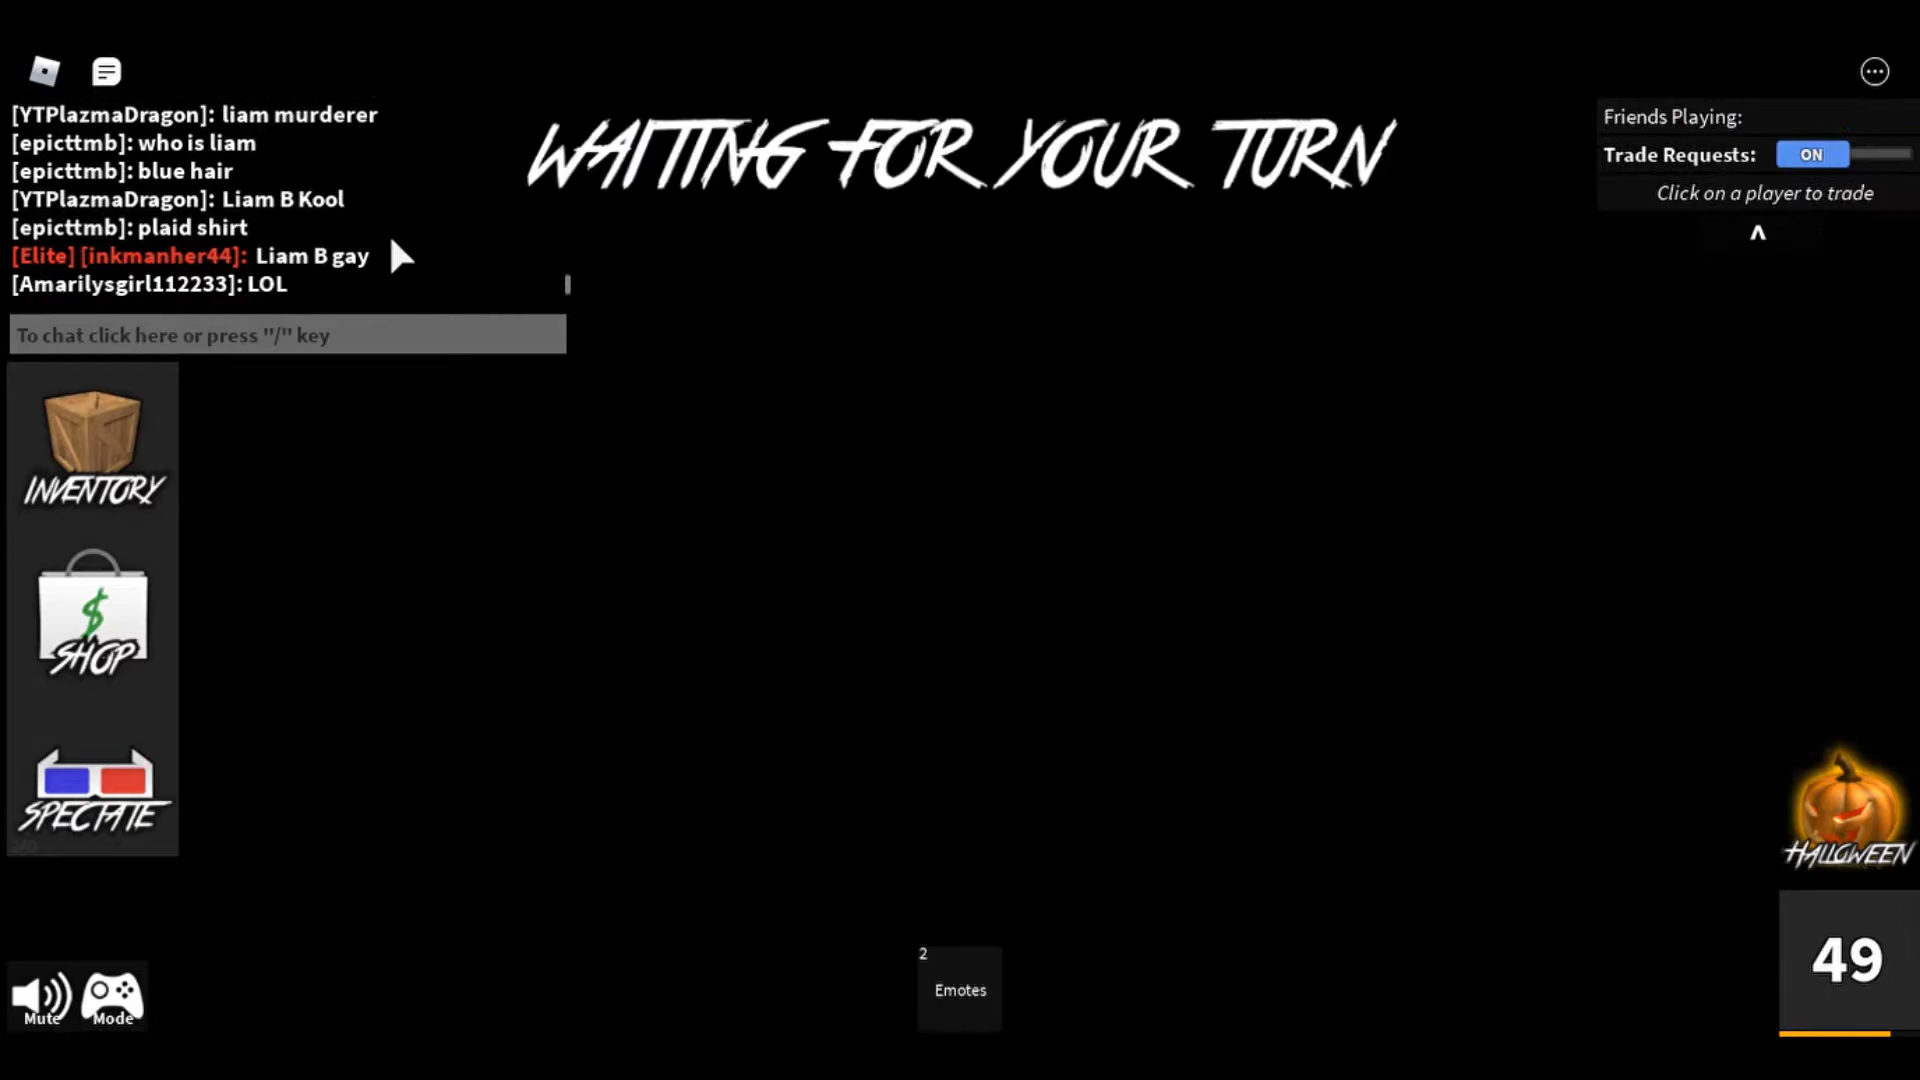 [YTPlazmaDragon]: liam murderer
[epicttmb]: who is liam
[epicttmb]: blue hair
[YTPlazmaDragon]: Liam B Kool
[epicttmb]: plaid shirt
[Elite] [inkmanher44]: Liam B gay
[Amarilysgirl112233]: LOL
To chat click here or press "/" key
WAITING FOR YOUR TURN
Friends Playing:
Trade Requests: ON
Click on a player to trade
INVENTORY
SHOP
SPECTATE
HALLOWEEN
49
2
Emotes
Mute
Mode